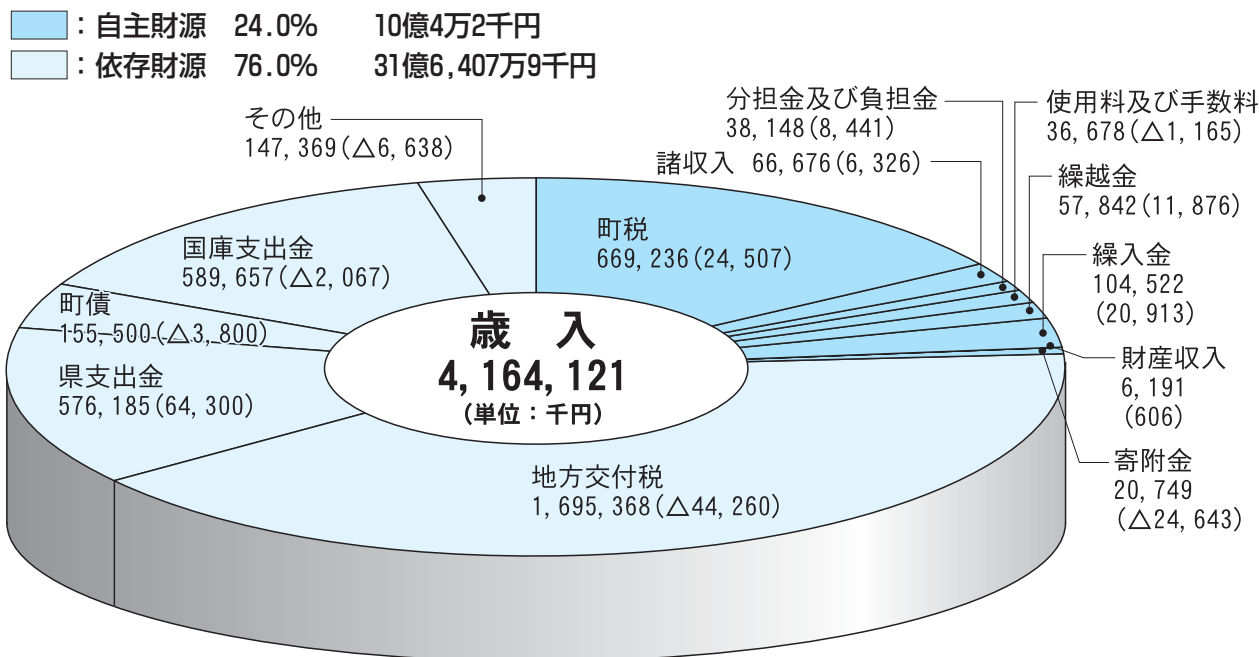 ：自主財源 24.0% 10億4万2千円
：依存財源 76.0% 31億6,407万9千円
その他
147,369(△6,638)
分担金及び負担金
38,148(8,441)
使用料及び手数料
36,678(△1,165)
諸収入 66,676(6,326)
繰越金
57,842(11,876)
町税
669,236(24,507)
国庫支出金
589,657(△2,067)
繰入金
104,522
(20,913)
町債
155,500(△3,800)
歳 入
4,164,121
(単位：千円)
財産収入
6,191
(606)
県支出金
576,185(64,300)
寄附金
20,749
(△24,643)
地方交付税
1,695,368(△44,260)